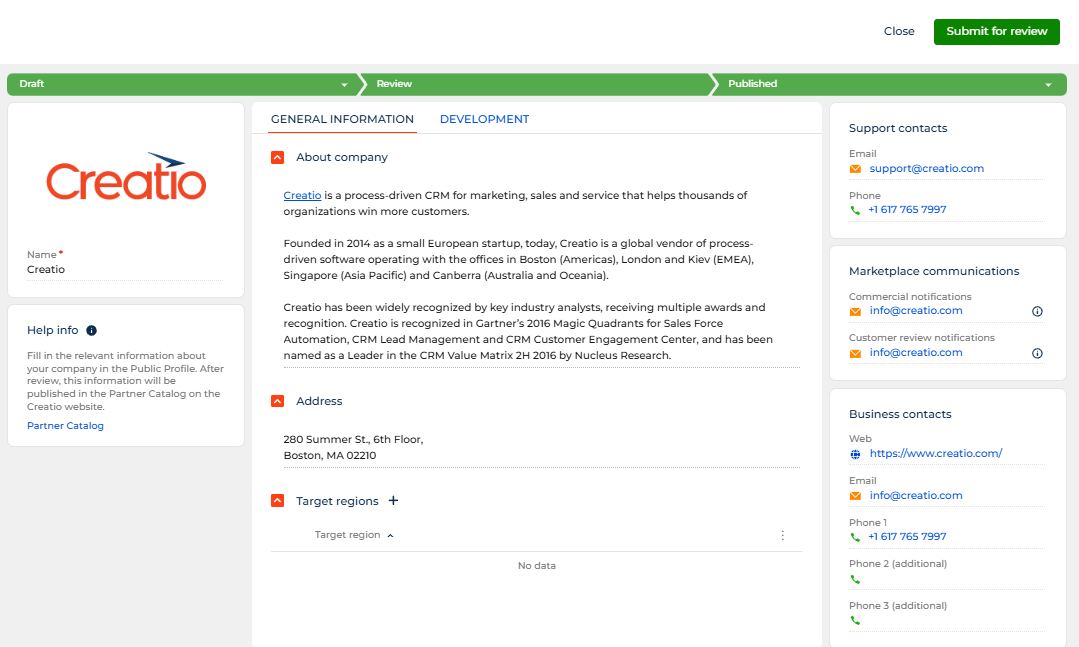 Close
Submit for review
Draft
Review
Published
Creatio
Name *
Creatio
Help info
Fill in the relevant information about
your company in the Public Profile. After
review, this information will be
published in the Partner Catalog on the
Creatio website.
Partner Catalog
GENERAL INFORMATION
DEVELOPMENT
About company
Creatio is a process-driven CRM for marketing, sales and service that helps thousands of
organizations win more customers.
Founded in 2014 as a small European startup, today, Creatio is a global vendor of process-
driven software operating with the offices in Boston (Americas), London and Kiev (EMEA),
Singapore (Asia Pacific) and Canberra (Australia and Oceania).
Creatio has been widely recognized by key industry analysts, receiving multiple awards and
recognition. Creatio is recognized in Gartner's 2016 Magic Quadrants for Sales Force
Automation, CRM Lead Management and CRM Customer Engagement Center, and has been
named as a Leader in the CRM Value Matrix 2H 2016 by Nucleus Research.
Address
280 Summer St., 6th Floor,
Boston, MA 02210
Target regions +
Target region
No data
Support contacts
Email
support@creatio.com
Phone
+1 617 765 7997
Marketplace communications
Commercial notifications
info@creatio.com
Customer review notifications
info@creatio.com
Business contacts
Web
https://www.creatio.com/
Email
info@creatio.com
Phone 1
+1 617 765 7997
Phone 2 (additional)
Phone 3 (additional)